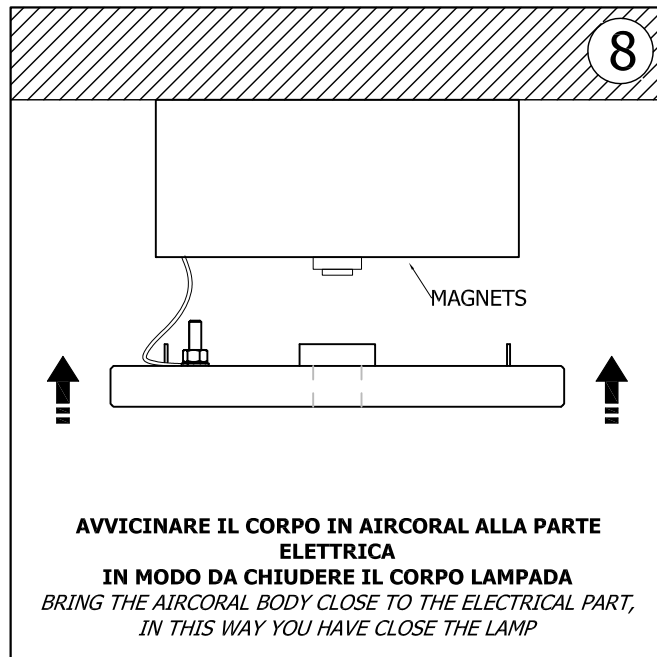 8
MAGNETS
AVVICINARE IL CORPO IN AIRCORAL ALLA PARTE
ELETTRICA
IN MODO DA CHIUDERE IL CORPO LAMPADA
BRING THE AIRCORAL BODY CLOSE TO THE ELECTRICAL PART,
IN THIS WAY YOU HAVE CLOSE THE LAMP